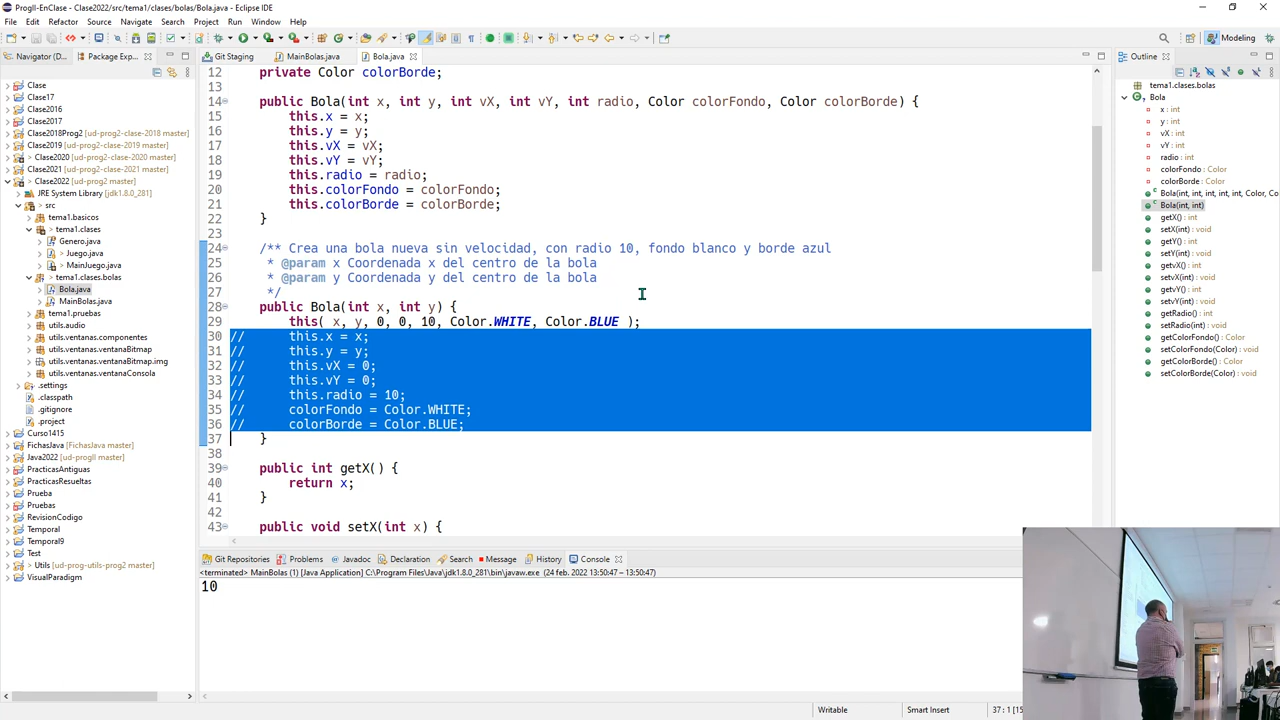 ProgII-EnClase - Clase2022/src/tema1/clases/bolas/Bola.java - Eclipse IDE
File Edit Refactor Source Navigate Search Project Run Window Help
Modeling
Navigator (D...
Package Exp...
Clase
Clase17
Clase2016
Clase2018Prog2 [ud-prog2-clase-2018 master]
Clase2019 [ud-prog2-clase-2019 master]
> Clase2020 [ud-prog2-clase-2020 master]
Clase2021 [ud-prog2-clase-2021 master]
> Clase2022 [ud-prog2 master]
JRE System Library [jdk1.8.0_281]
> src
tema1.basicos
> tema1.clases
Genero.java
Juego.java
MainJuego.java
> tema1.clases.bolas
Bola.java
MainBolas.java
tema1.pruebas
utils.audio
utils.ventanas.componentes
utils.ventanas.ventanaBitmap
utils.ventanas.ventanaBitmap.img
utils.ventanas.ventanaConsola
.settings
.classpath
.gitignore
.project
Curso1415
FichasJava [FichasJava master]
Java2022 [ud-progII master]
PracticasAntiguas
PracticasResueltas
Prueba
Pruebas
RevisionCodigo
Temporal
Temporal9
Test
> Utils [ud-prog-utils-prog2 master]
VisualParadigm
Git Staging
MainBolas.java
Bola.java
12 private Color colorBorde;
13
14 public Bola(int x, int y, int vX, int vY, int radio, Color colorFondo, Color colorBorde) {
15 this.x = x;
16 this.y = y;
17 this.vX = vX;
18 this.vY = vY;
19 this.radio = radio;
20 this.colorFondo = colorFondo;
21 this.colorBorde = colorBorde;
22 }
23
24 /** Crea una bola nueva sin velocidad, con radio 10, fondo blanco y borde azul
25 * @param x Coordenada x del centro de la bola
26 * @param y Coordenada y del centro de la bola
27 */
28 public Bola(int x, int y) {
29 this( x, y, 0, 0, 10, Color.WHITE, Color.BLUE );
30 // this.x = x;
31 // this.y = y;
32 // this.vX = 0;
33 // this.vY = 0;
34 // this.radio = 10;
35 // colorFondo = Color.WHITE;
36 // colorBorde = Color.BLUE;
37 }
38
39 public int getX() {
40 return x;
41 }
42
43 public void setX(int x) {
Git Repositories Problems Javadoc Declaration Search Message History Console
<terminated> MainBolas (1) [Java Application] C:\Program Files\Java\jdk1.8.0_281\bin\javaw.exe (24 feb. 2022 13:50:47 – 13:50:47)
10
Outline
tema1.clases.bolas
Bola
x : int
y : int
vX : int
vY : int
radio : int
colorFondo : Color
colorBorde : Color
Bola(int, int, int, int, int, Color, Co
Bola(int, int)
getX() : int
setX(int) : void
getY() : int
setY(int) : void
getvX() : int
setvX(int) : void
getvY() : int
setvY(int) : void
getRadio() : int
setRadio(int) : void
getColorFondo() : Color
setColorFondo(Color) : void
getColorBorde() : Color
setColorBorde(Color) : void
Writable
Smart Insert
37 : 1 [15